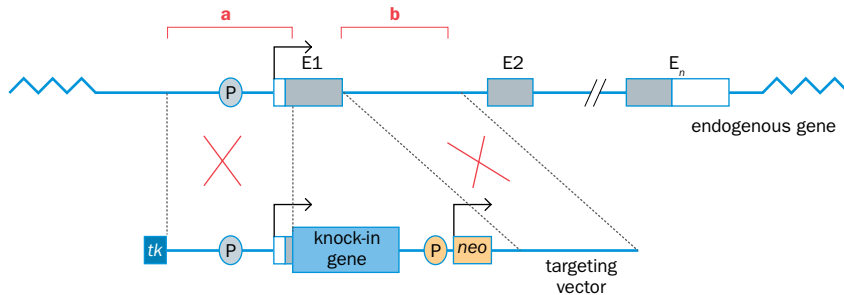 a
b
E1
E2
En
P
endogenous gene
tk
P
knock-in
gene
P
neo
targeting
vector